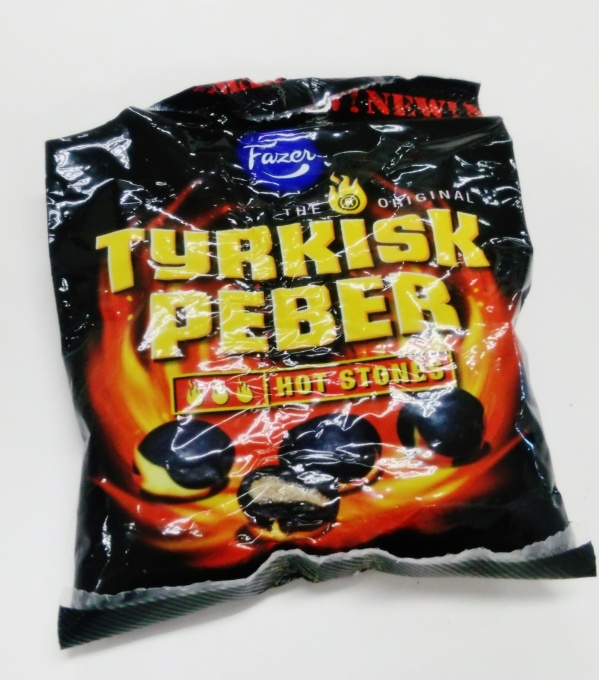 NEW!
Fazer
THE ORIGINAL
TYRKISK
PEBER
HOT STONES